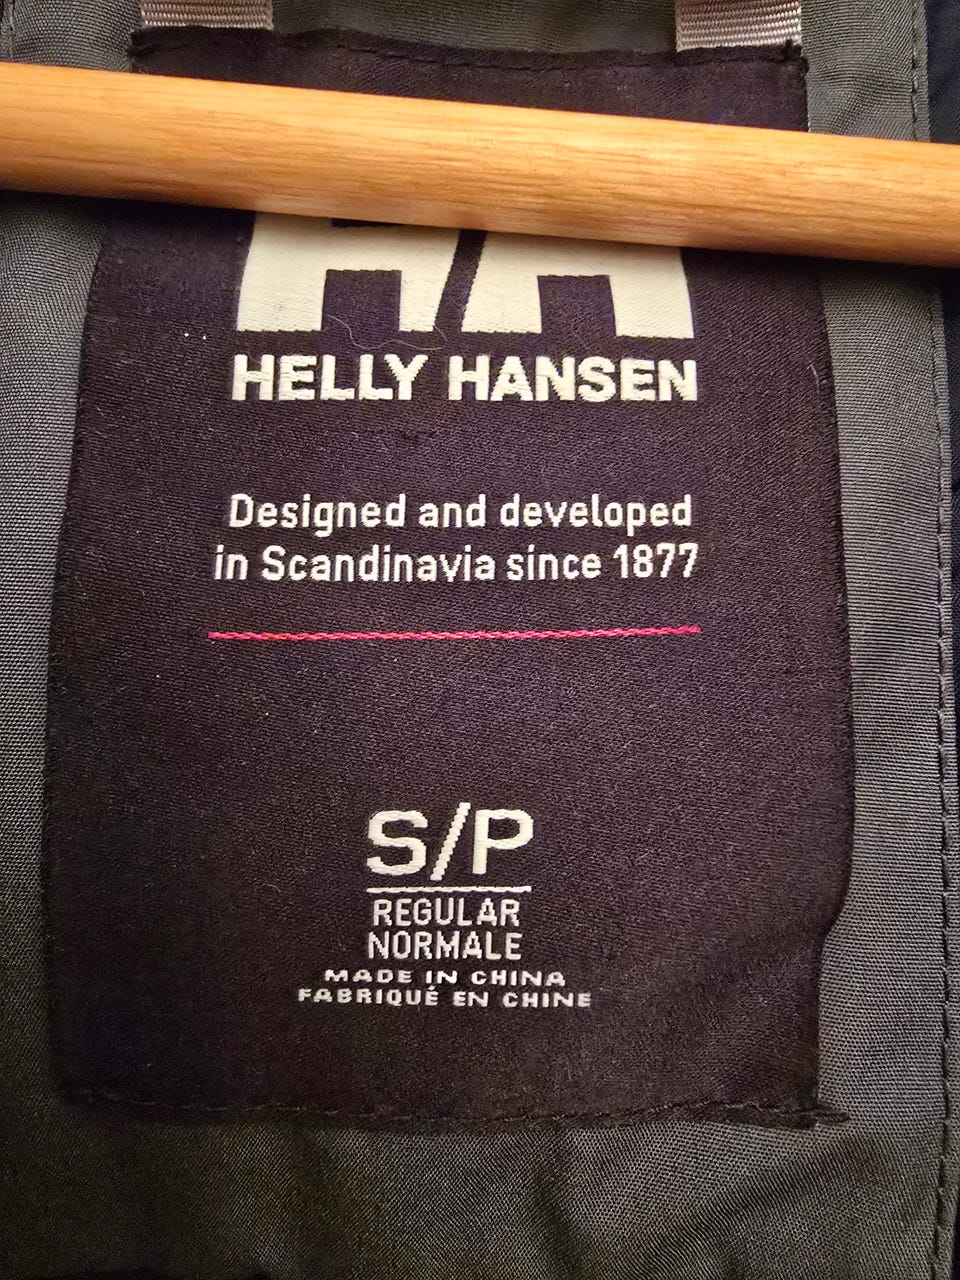 HH
HELLY HANSEN
Designed and developed
in Scandinavia since 1877
S/P
REGULAR
NORMALE
MADE IN CHINA
FABRIQUÉ EN CHINE